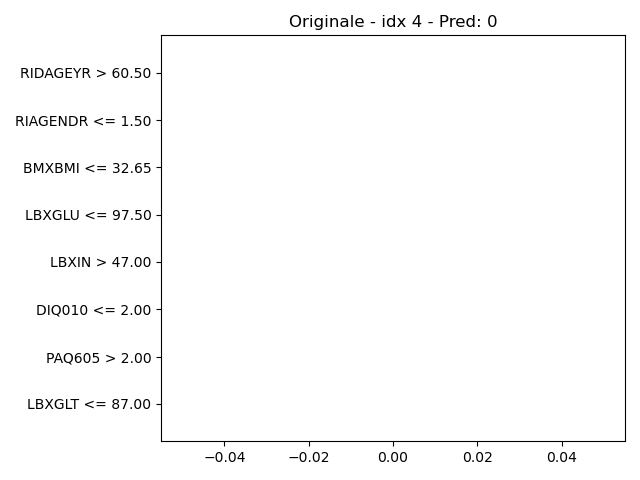 Originale - idx 4 - Pred: 0
RIDAGEYR > 60.50
RIAGENDR <= 1.50
BMXBMI <= 32.65
LBXGLU <= 97.50
LBXIN > 47.00
DIQ010 <= 2.00
PAQ605 > 2.00
LBXGLT <= 87.00
−0.04 −0.02 0.00 0.02 0.04